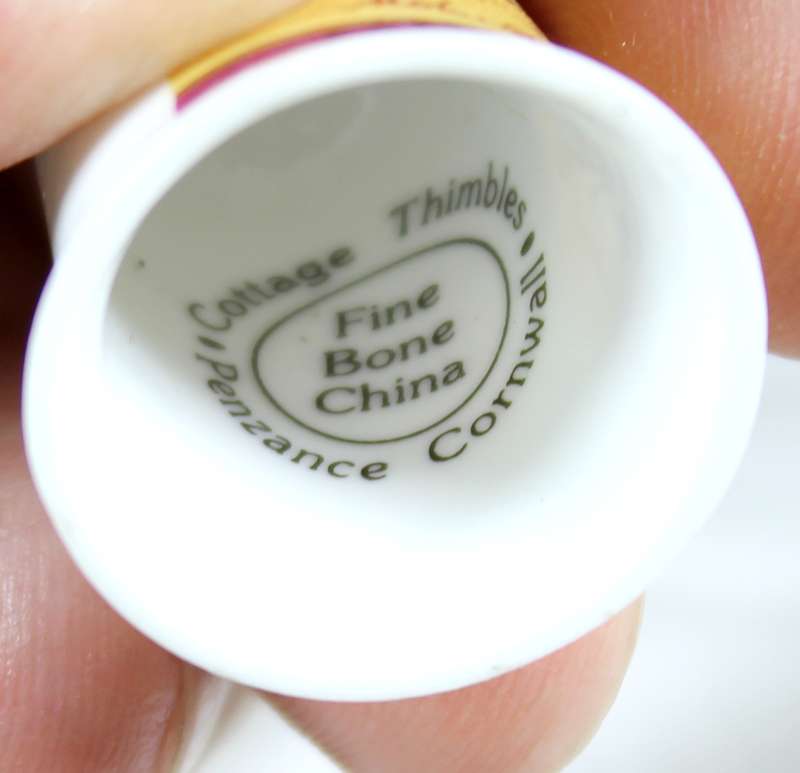 Cottage Thimbles
Fine
Bone
China
• Penzance Cornwall •